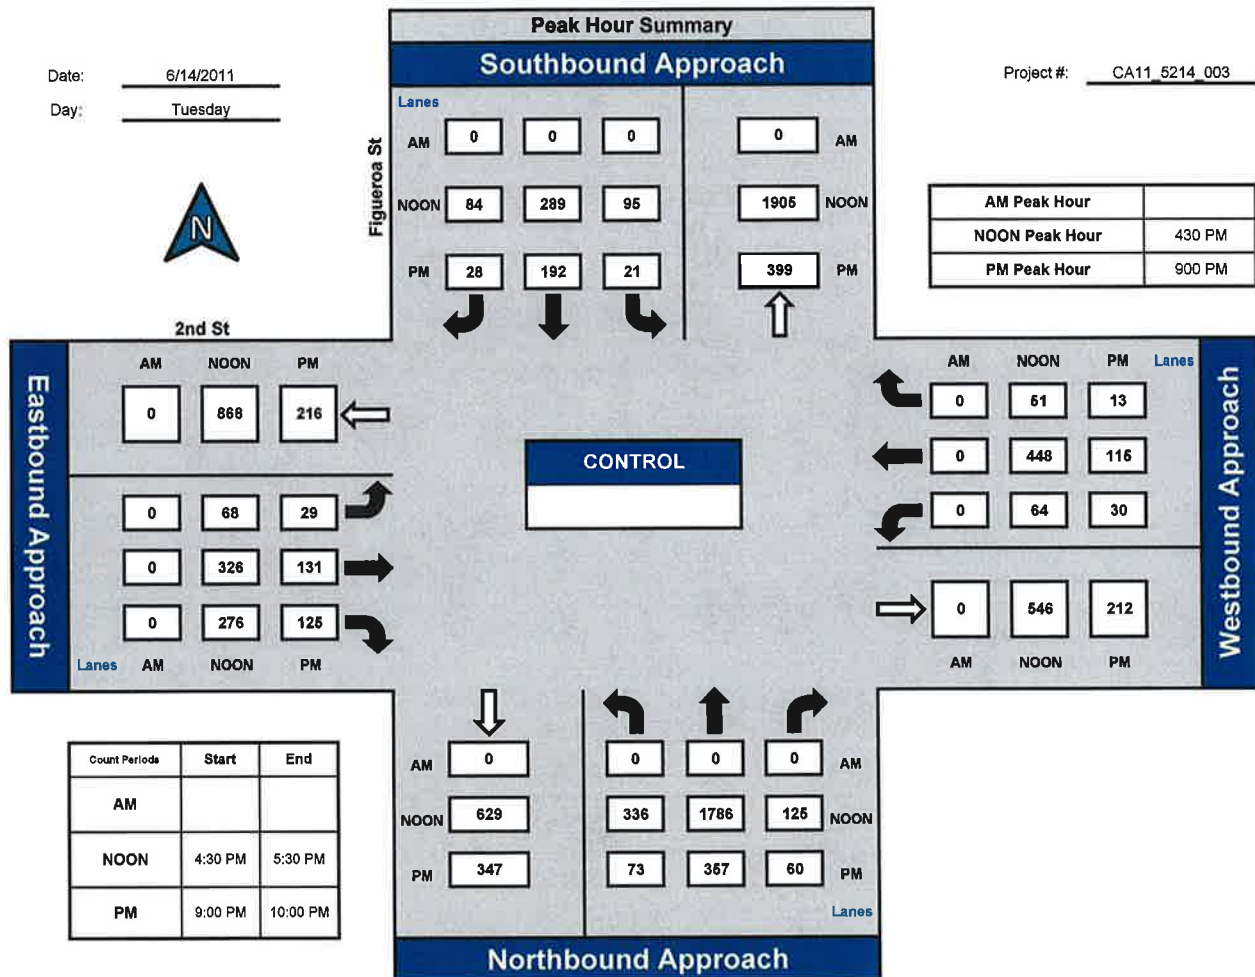 Peak Hour Summary
Southbound Approach
Date: 6/14/2011
Day: Tuesday
Project #: CA11_5214_003
N
Figueroa St
2nd St
Lanes
AM 0 0 0 0 AM
NOON 84 289 95 1905 NOON
PM 28 192 21 399 PM
AM Peak Hour
NOON Peak Hour 430 PM
PM Peak Hour 900 PM
Eastbound Approach
AM NOON PM
0 868 216
0 68 29
0 326 131
0 276 125
Lanes AM NOON PM
CONTROL
Westbound Approach
AM NOON PM Lanes
0 51 13
0 448 115
0 64 30
0 546 212
AM NOON PM
AM 0 0 0 0 AM
NOON 629 336 1786 125 NOON
PM 347 73 357 60 PM
Lanes
Northbound Approach
Count Periods Start End
AM
NOON 4:30 PM 5:30 PM
PM 9:00 PM 10:00 PM